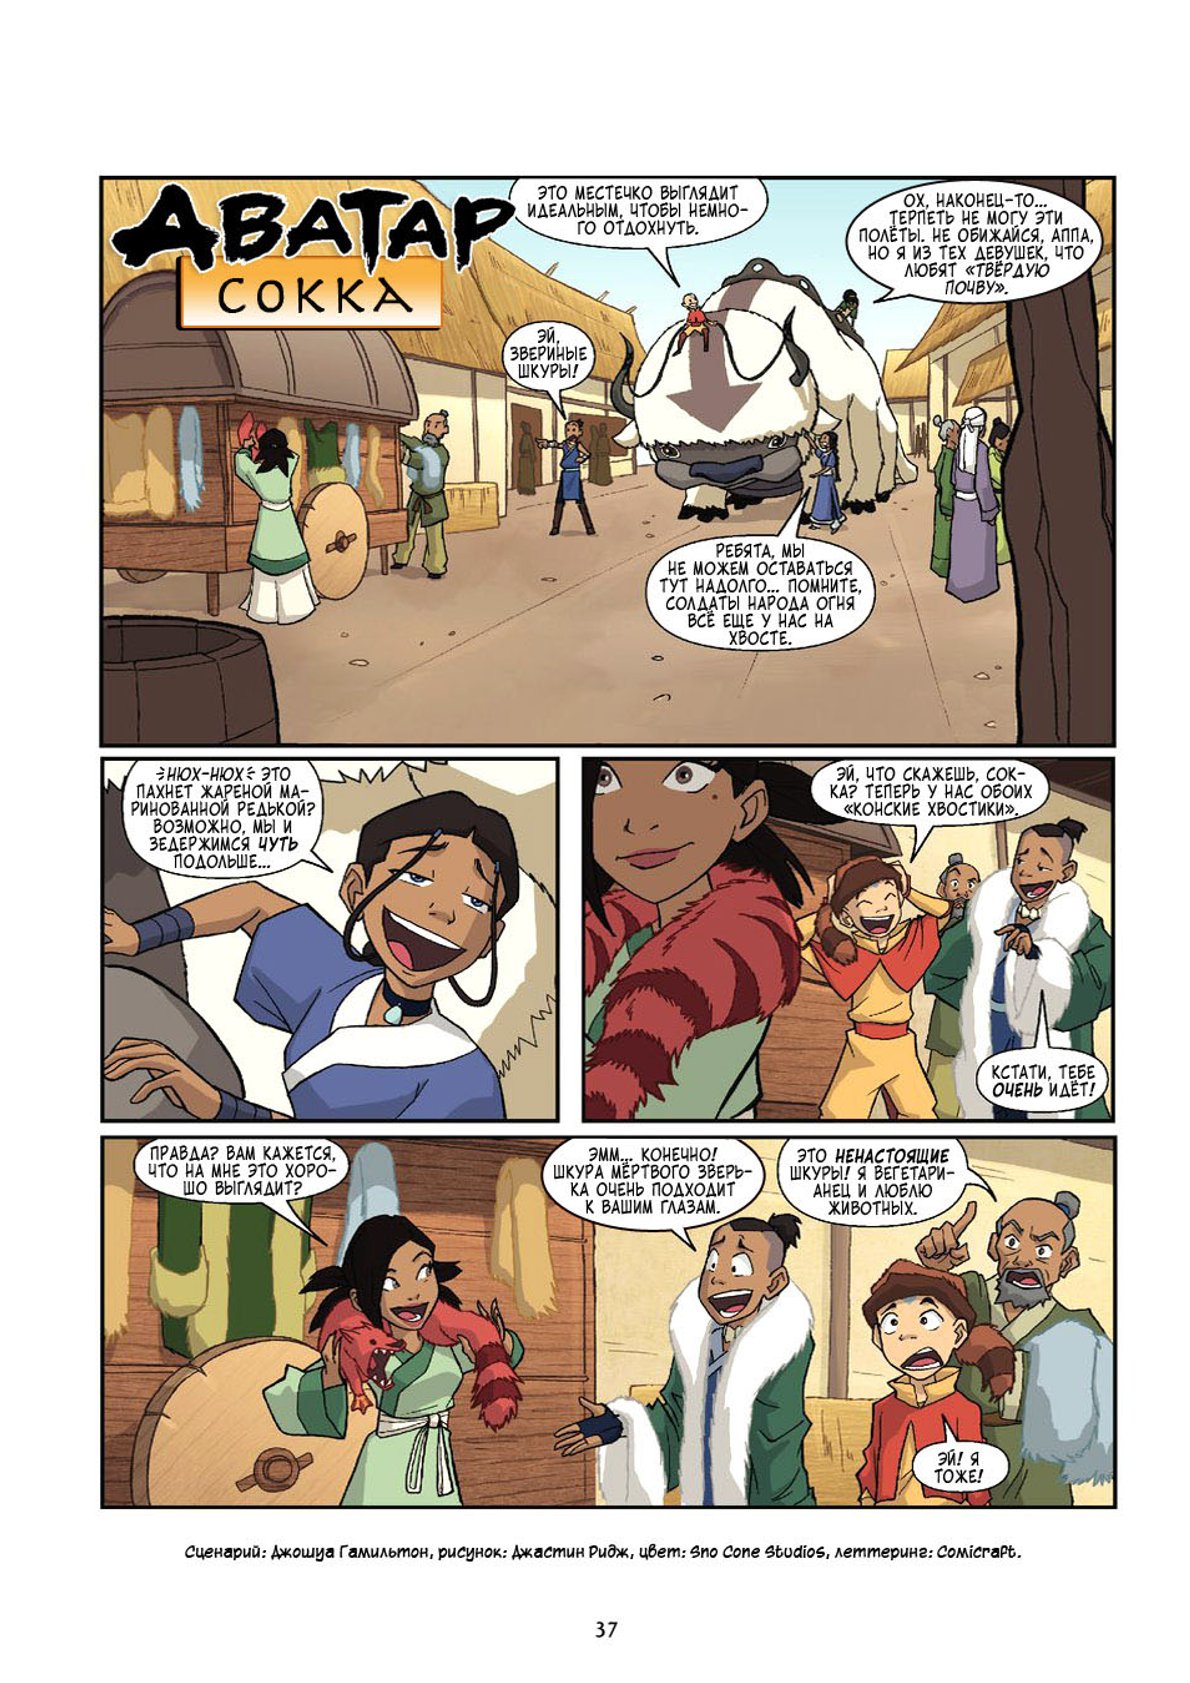 АВАТАР
СОККА
ЭТО МЕСТЕЧКО ВЫГЛЯДИТ
ИДЕАЛЬНЫМ, ЧТОБЫ НЕМНО-
ГО ОТДОХНУТЬ.
ОХ, НАКОНЕЦ-ТО...
ТЕРПЕТЬ НЕ МОГУ ЭТИ
ПОЛЁТЫ. НЕ ОБИЖАЙСЯ, АППА,
НО Я ИЗ ТЕХ ДЕВУШЕК, ЧТО
ЛЮБЯТ «ТВЁРДУЮ
ПОЧВУ».
ЭЙ,
ЗВЕРИНЫЕ
ШКУРЫ!
РЕБЯТА, МЫ
НЕ МОЖЕМ ОСТАВАТЬСЯ
ТУТ НАДОЛГО... ПОМНИТЕ,
СОЛДАТЫ НАРОДА ОГНЯ
ВСЁ ЕЩЕ У НАС НА
ХВОСТЕ.
НЮХ-НЮХ ЭТО
ПАХНЕТ ЖАРЕНОЙ МА-
РИНОВАННОЙ РЕДЬКОЙ?
ВОЗМОЖНО, МЫ И
ЗЕДЕРЖИМСЯ ЧУТЬ
ПОДОЛЬШЕ...
ЭЙ, ЧТО СКАЖЕШЬ, СОК-
КА? ТЕПЕРЬ У НАС ОБОИХ
«КОНСКИЕ ХВОСТИКИ».
КСТАТИ, ТЕБЕ
ОЧЕНЬ ИДЁТ!
ПРАВДА? ВАМ КАЖЕТСЯ,
ЧТО НА МНЕ ЭТО ХОРО-
ШО ВЫГЛЯДИТ?
ЭММ... КОНЕЧНО!
ШКУРА МЁРТВОГО ЗВЕРЬ-
КА ОЧЕНЬ ПОДХОДИТ
К ВАШИМ ГЛАЗАМ.
ЭТО НЕНАСТОЯЩИЕ
ШКУРЫ! Я ВЕГЕТАРИ-
АНЕЦ И ЛЮБЛЮ
ЖИВОТНЫХ.
ЭЙ! Я
ТОЖЕ!
Сценарий: Джошуа Гамильтон, рисунок: Джастин Ридж, цвет: Sno Cone Studios, леттеринг: Comicraft.
37